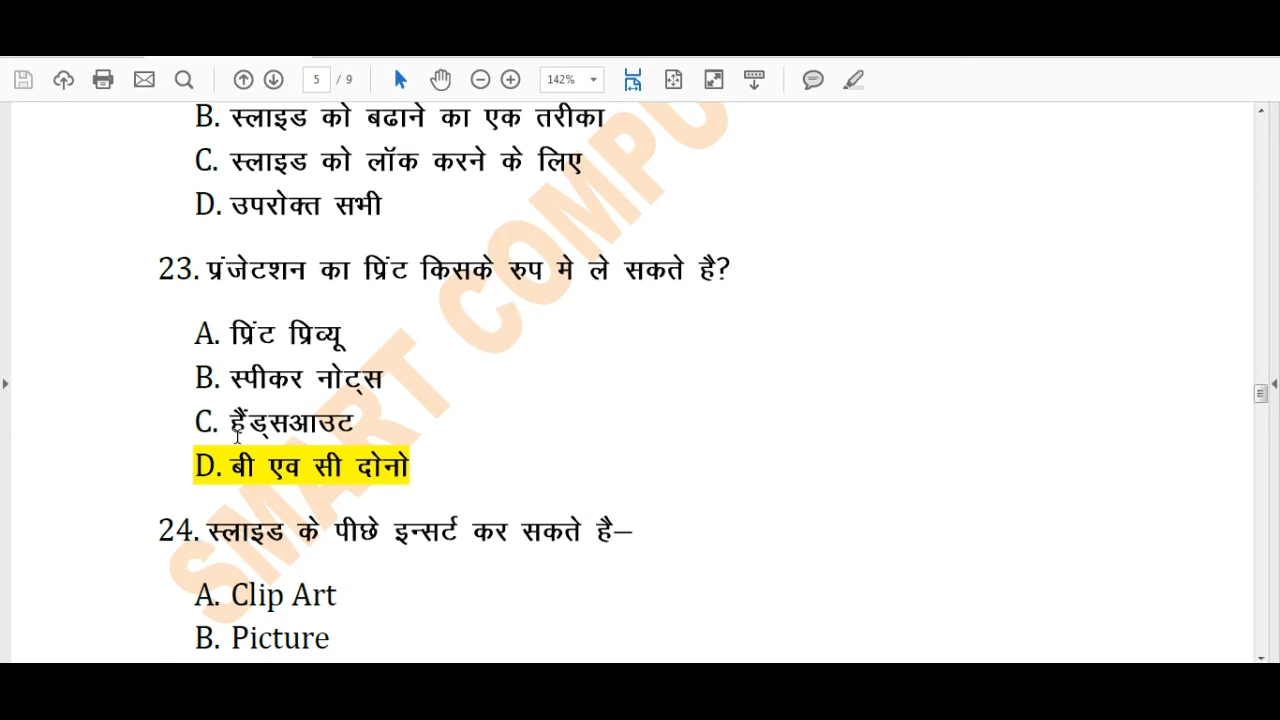 5 / 9 142%
B. स्लाइड को बढाने का एक तरीका
C. स्लाइड को लॉक करने के लिए
D. उपरोक्त सभी
23. प्रंजेटशन का प्रिंट किसके रुप मे ले सकते है?
A. प्रिंट प्रिव्यू
B. स्पीकर नोट्स
C. हैंड्सआउट
D. बी एव सी दोनो
24. स्लाइड के पीछे इन्सर्ट कर सकते है–
A. Clip Art
B. Picture
SMART COMPU